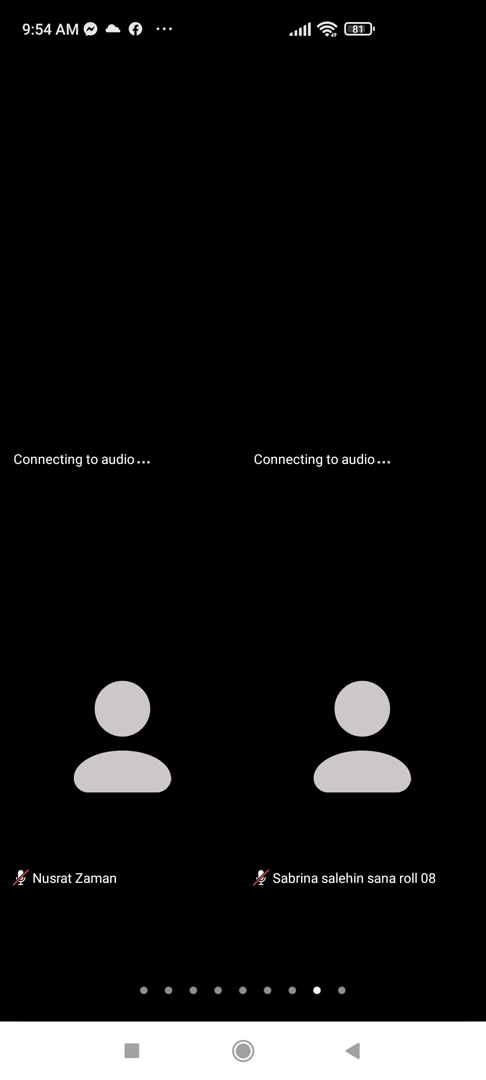 9:54 AM 81
Connecting to audio... Connecting to audio...
Nusrat Zaman Sabrina salehin sana roll 08